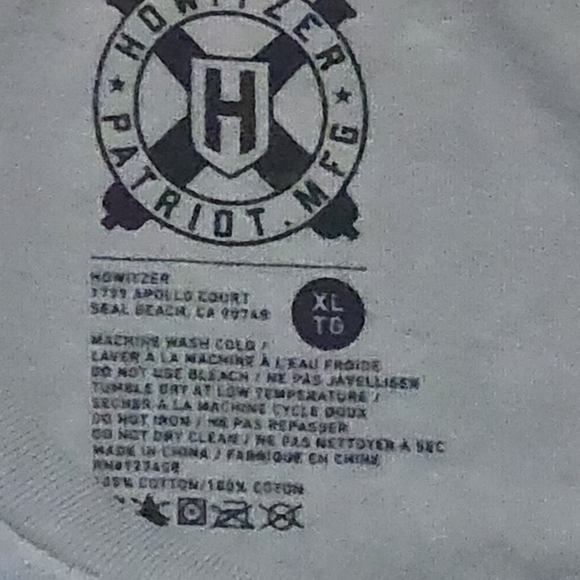 HOWITZER
PATRIOT.MFG
H
HOWITZER
1799 APOLLO COURT
SEAL BEACH, CA
XL
TG
MACHINE WASH COLD /
LAVER A LA MACHINE À L'EAU FROIDE
DO NOT USE BLEACH / NE PAS JAVELLISER
TUMBLE DRY AT LOW TEMPERATURE /
SECHER A LA MACHINE CYCLE DOUX
DO NOT IRON / NE PAS REPASSER
DO NOT DRY CLEAN / NE PAS NETTOYER À SEC
MADE IN CHINA / FABRIQUE EN CHINE
100% COTTON/100% COTON